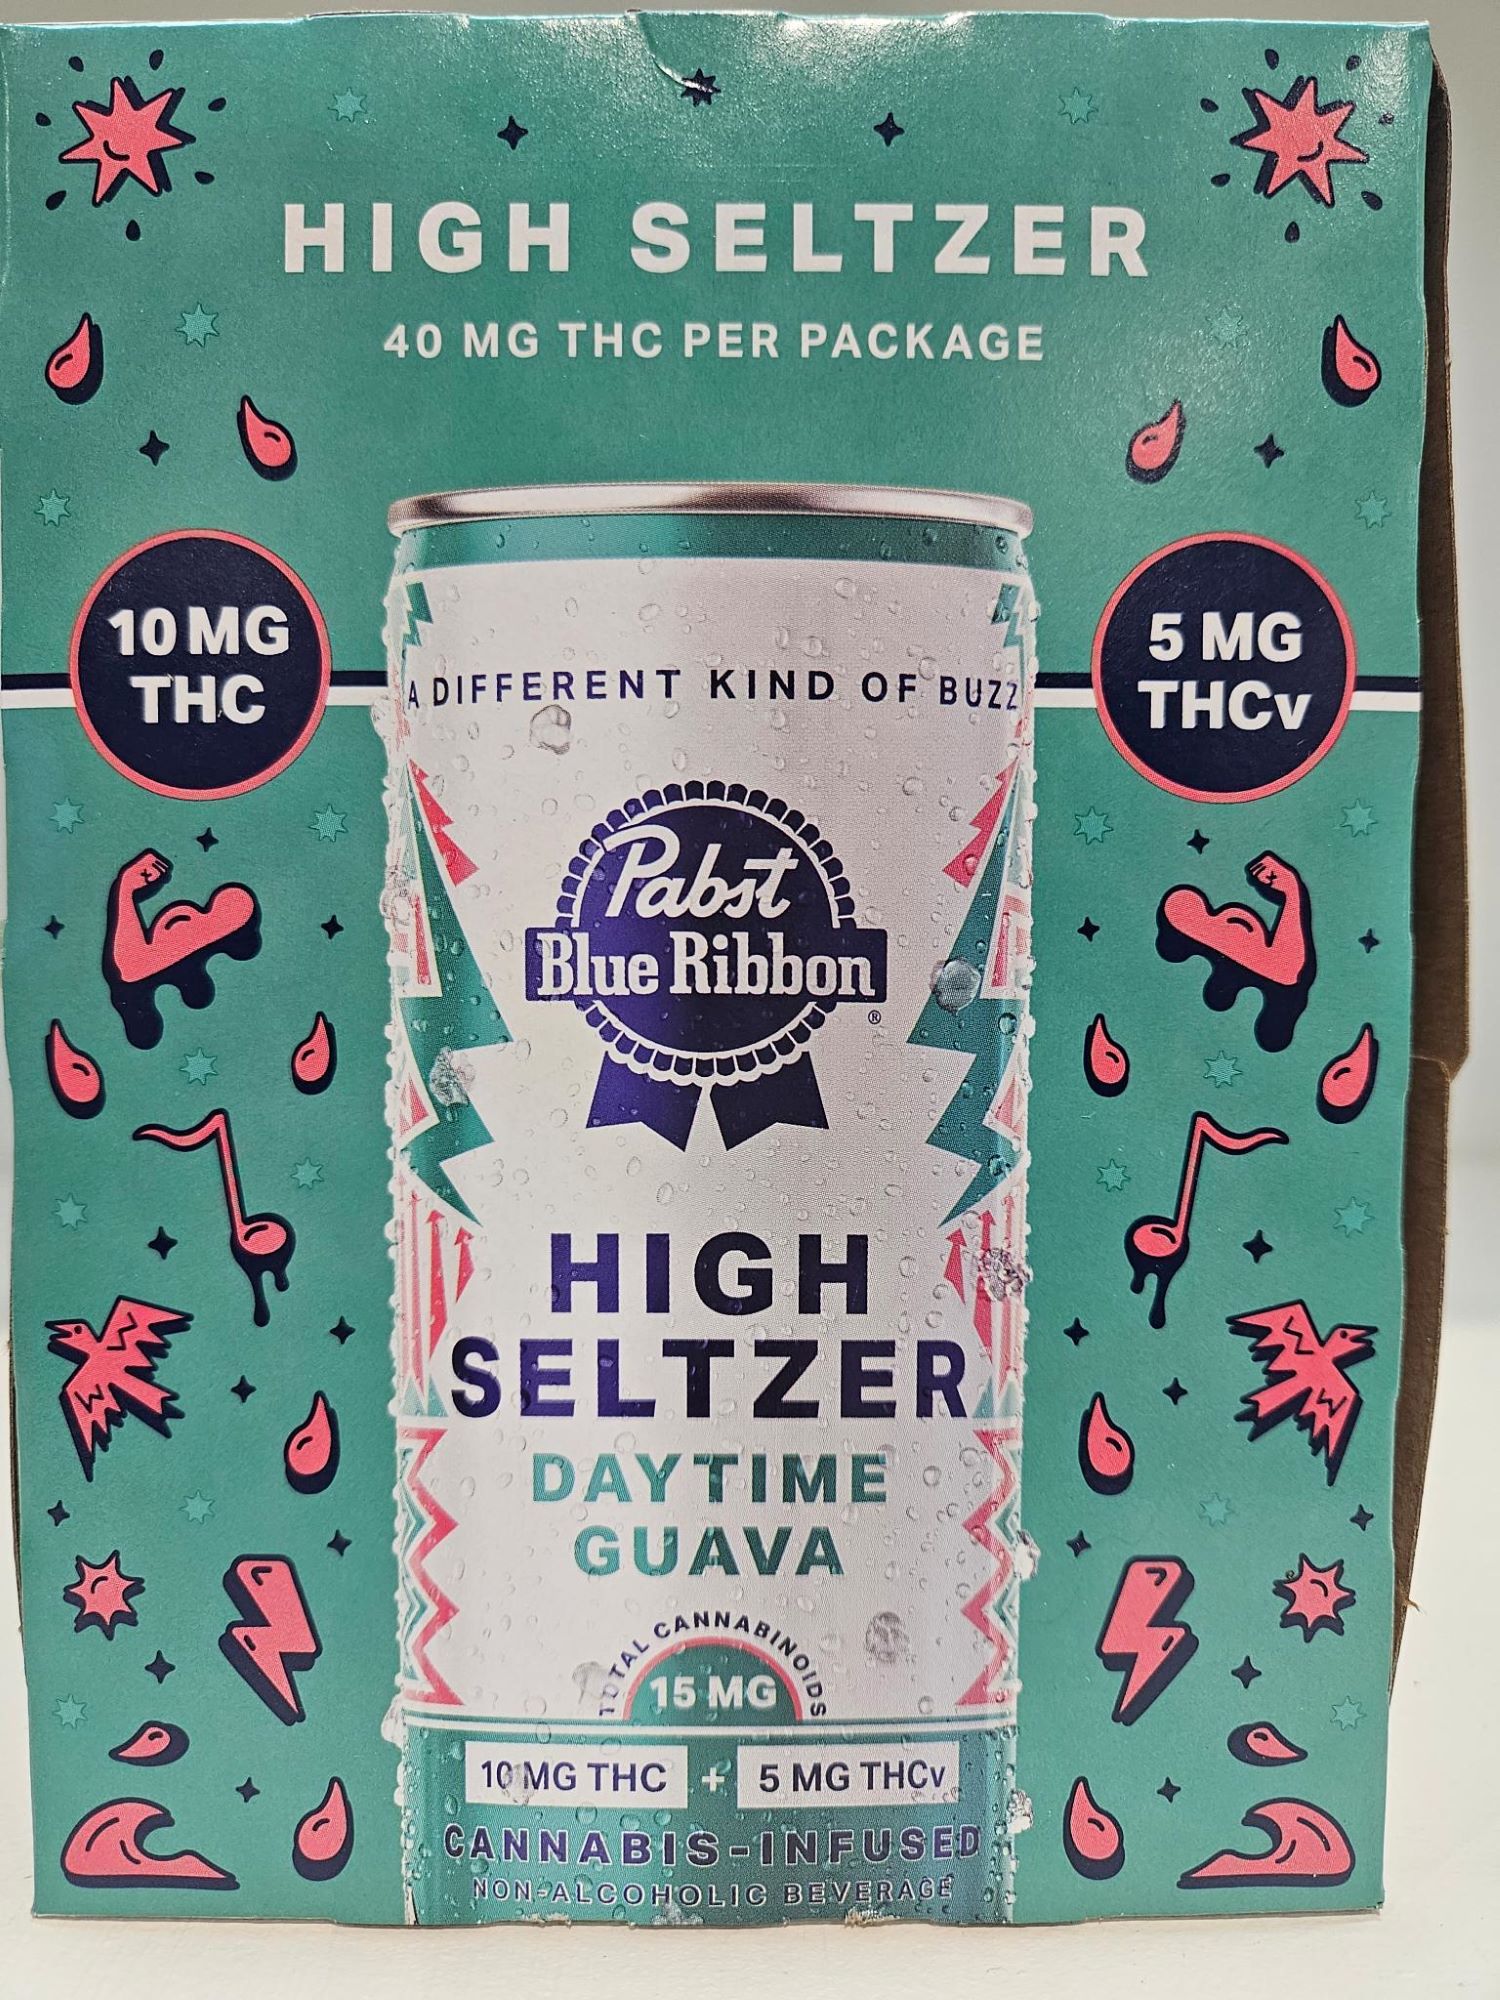 HIGH SELTZER
40 MG THC PER PACKAGE
10 MG
THC
5 MG
THCv
A DIFFERENT KIND OF BUZZ
Pabst
Blue Ribbon
®
HIGH
SELTZER
DAYTIME
GUAVA
TOTAL CANNABINOIDS
15 MG
10 MG THC + 5 MG THCv
CANNABIS-INFUSED
NON-ALCOHOLIC BEVERAGE